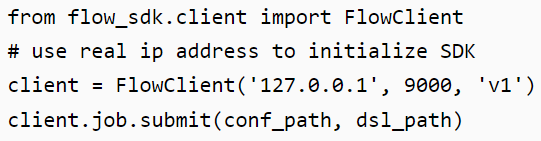 from flow_sdk.client import FlowClient
# use real ip address to initialize SDK
client = FlowClient('127.0.0.1', 9000, 'v1')
client.job.submit(conf_path, dsl_path)